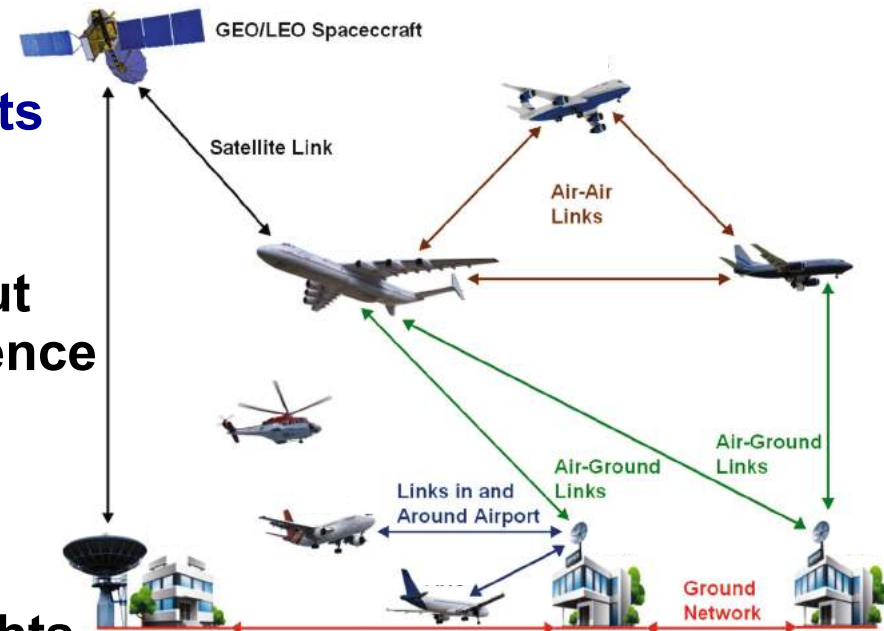 GEO/LEO Spaceccraft
ts
Satellite Link
Air-Air
Links
ut
ence
Air-Ground
Links
Air-Ground
Links
Links in and
Around Airport
Ground
Network
hts